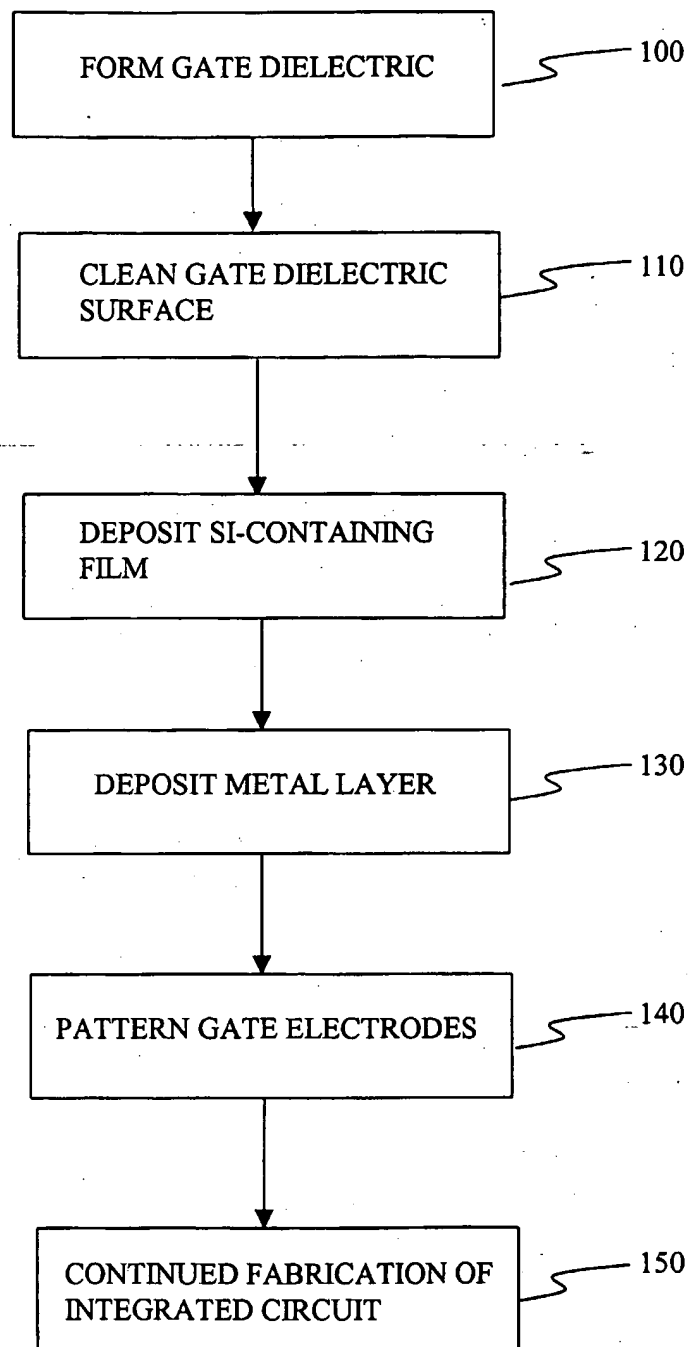 FORM GATE DIELECTRIC
100
CLEAN GATE DIELECTRIC
SURFACE
110
DEPOSIT SI-CONTAINING
FILM
120
DEPOSIT METAL LAYER
130
PATTERN GATE ELECTRODES
140
CONTINUED FABRICATION OF
INTEGRATED CIRCUIT
150